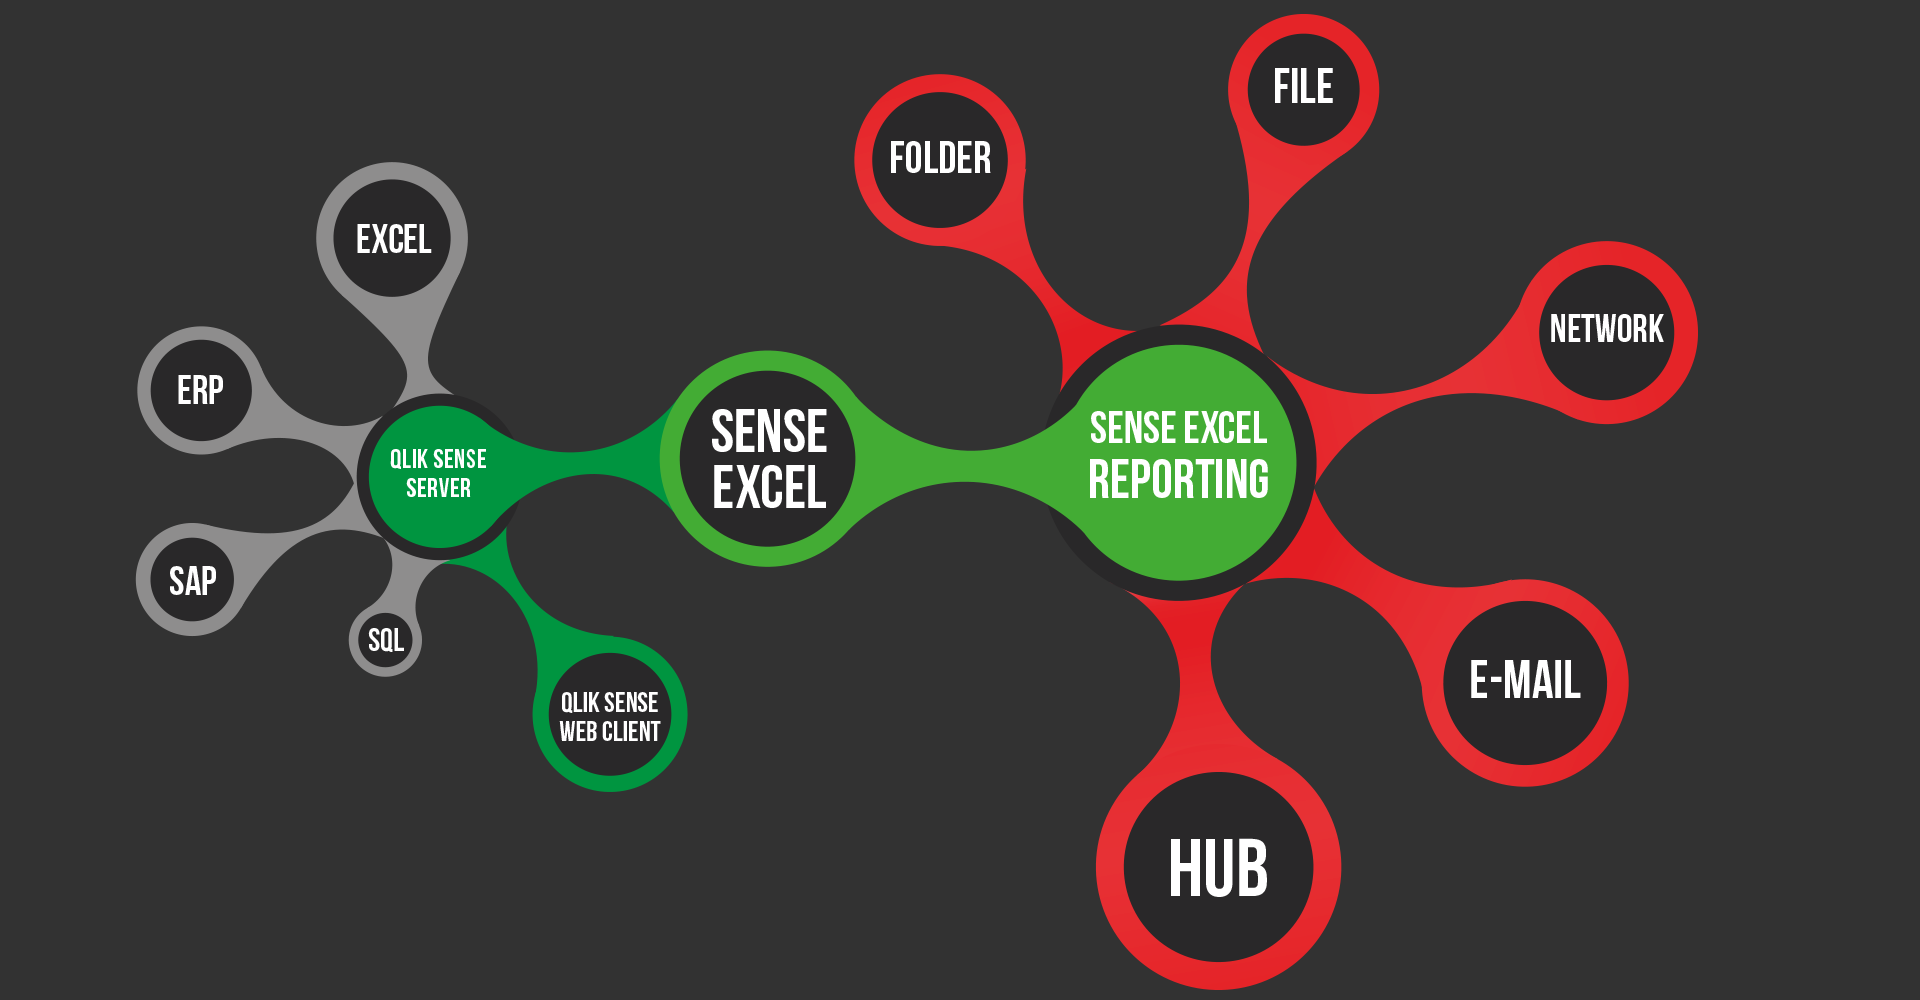 EXCEL
ERP
QLIK SENSE
SERVER
SAP
SQL
QLIK SENSE
WEB CLIENT
SENSE
EXCEL
SENSE EXCEL
REPORTING
FOLDER
FILE
NETWORK
E-MAIL
HUB